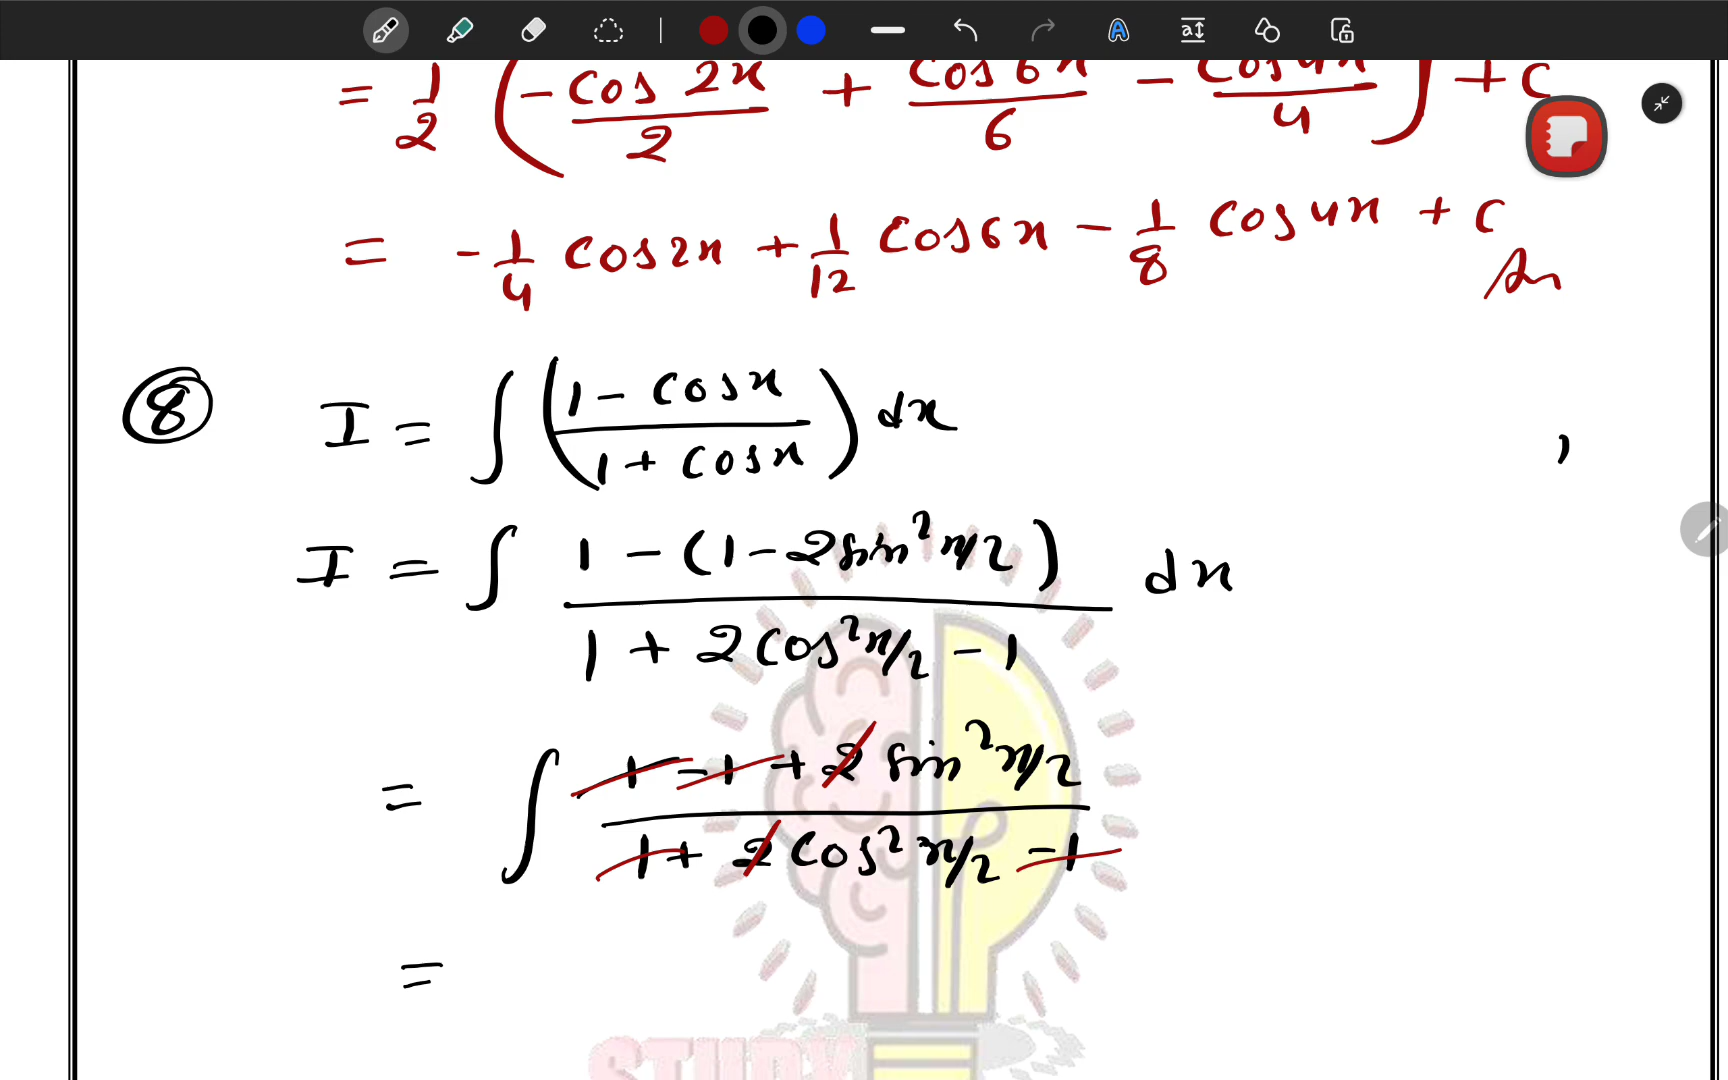 = 1/2 ( - cos 2x / 2 + cos 6x / 6 - cos 4x / 4 ) + c
= - 1/4 cos 2x + 1/12 cos 6x - 1/8 cos 4x + c
An
⑧ I = ∫ ( 1 - cos x / 1 + cos x ) dx ,
I = ∫ 1 - (1 - 2 sin² x/2) / 1 + 2 cos² x/2 - 1 dx
= ∫ 1 - 1 + 2 sin² x/2 / 1 + 2 cos² x/2 - 1
=
STUDY